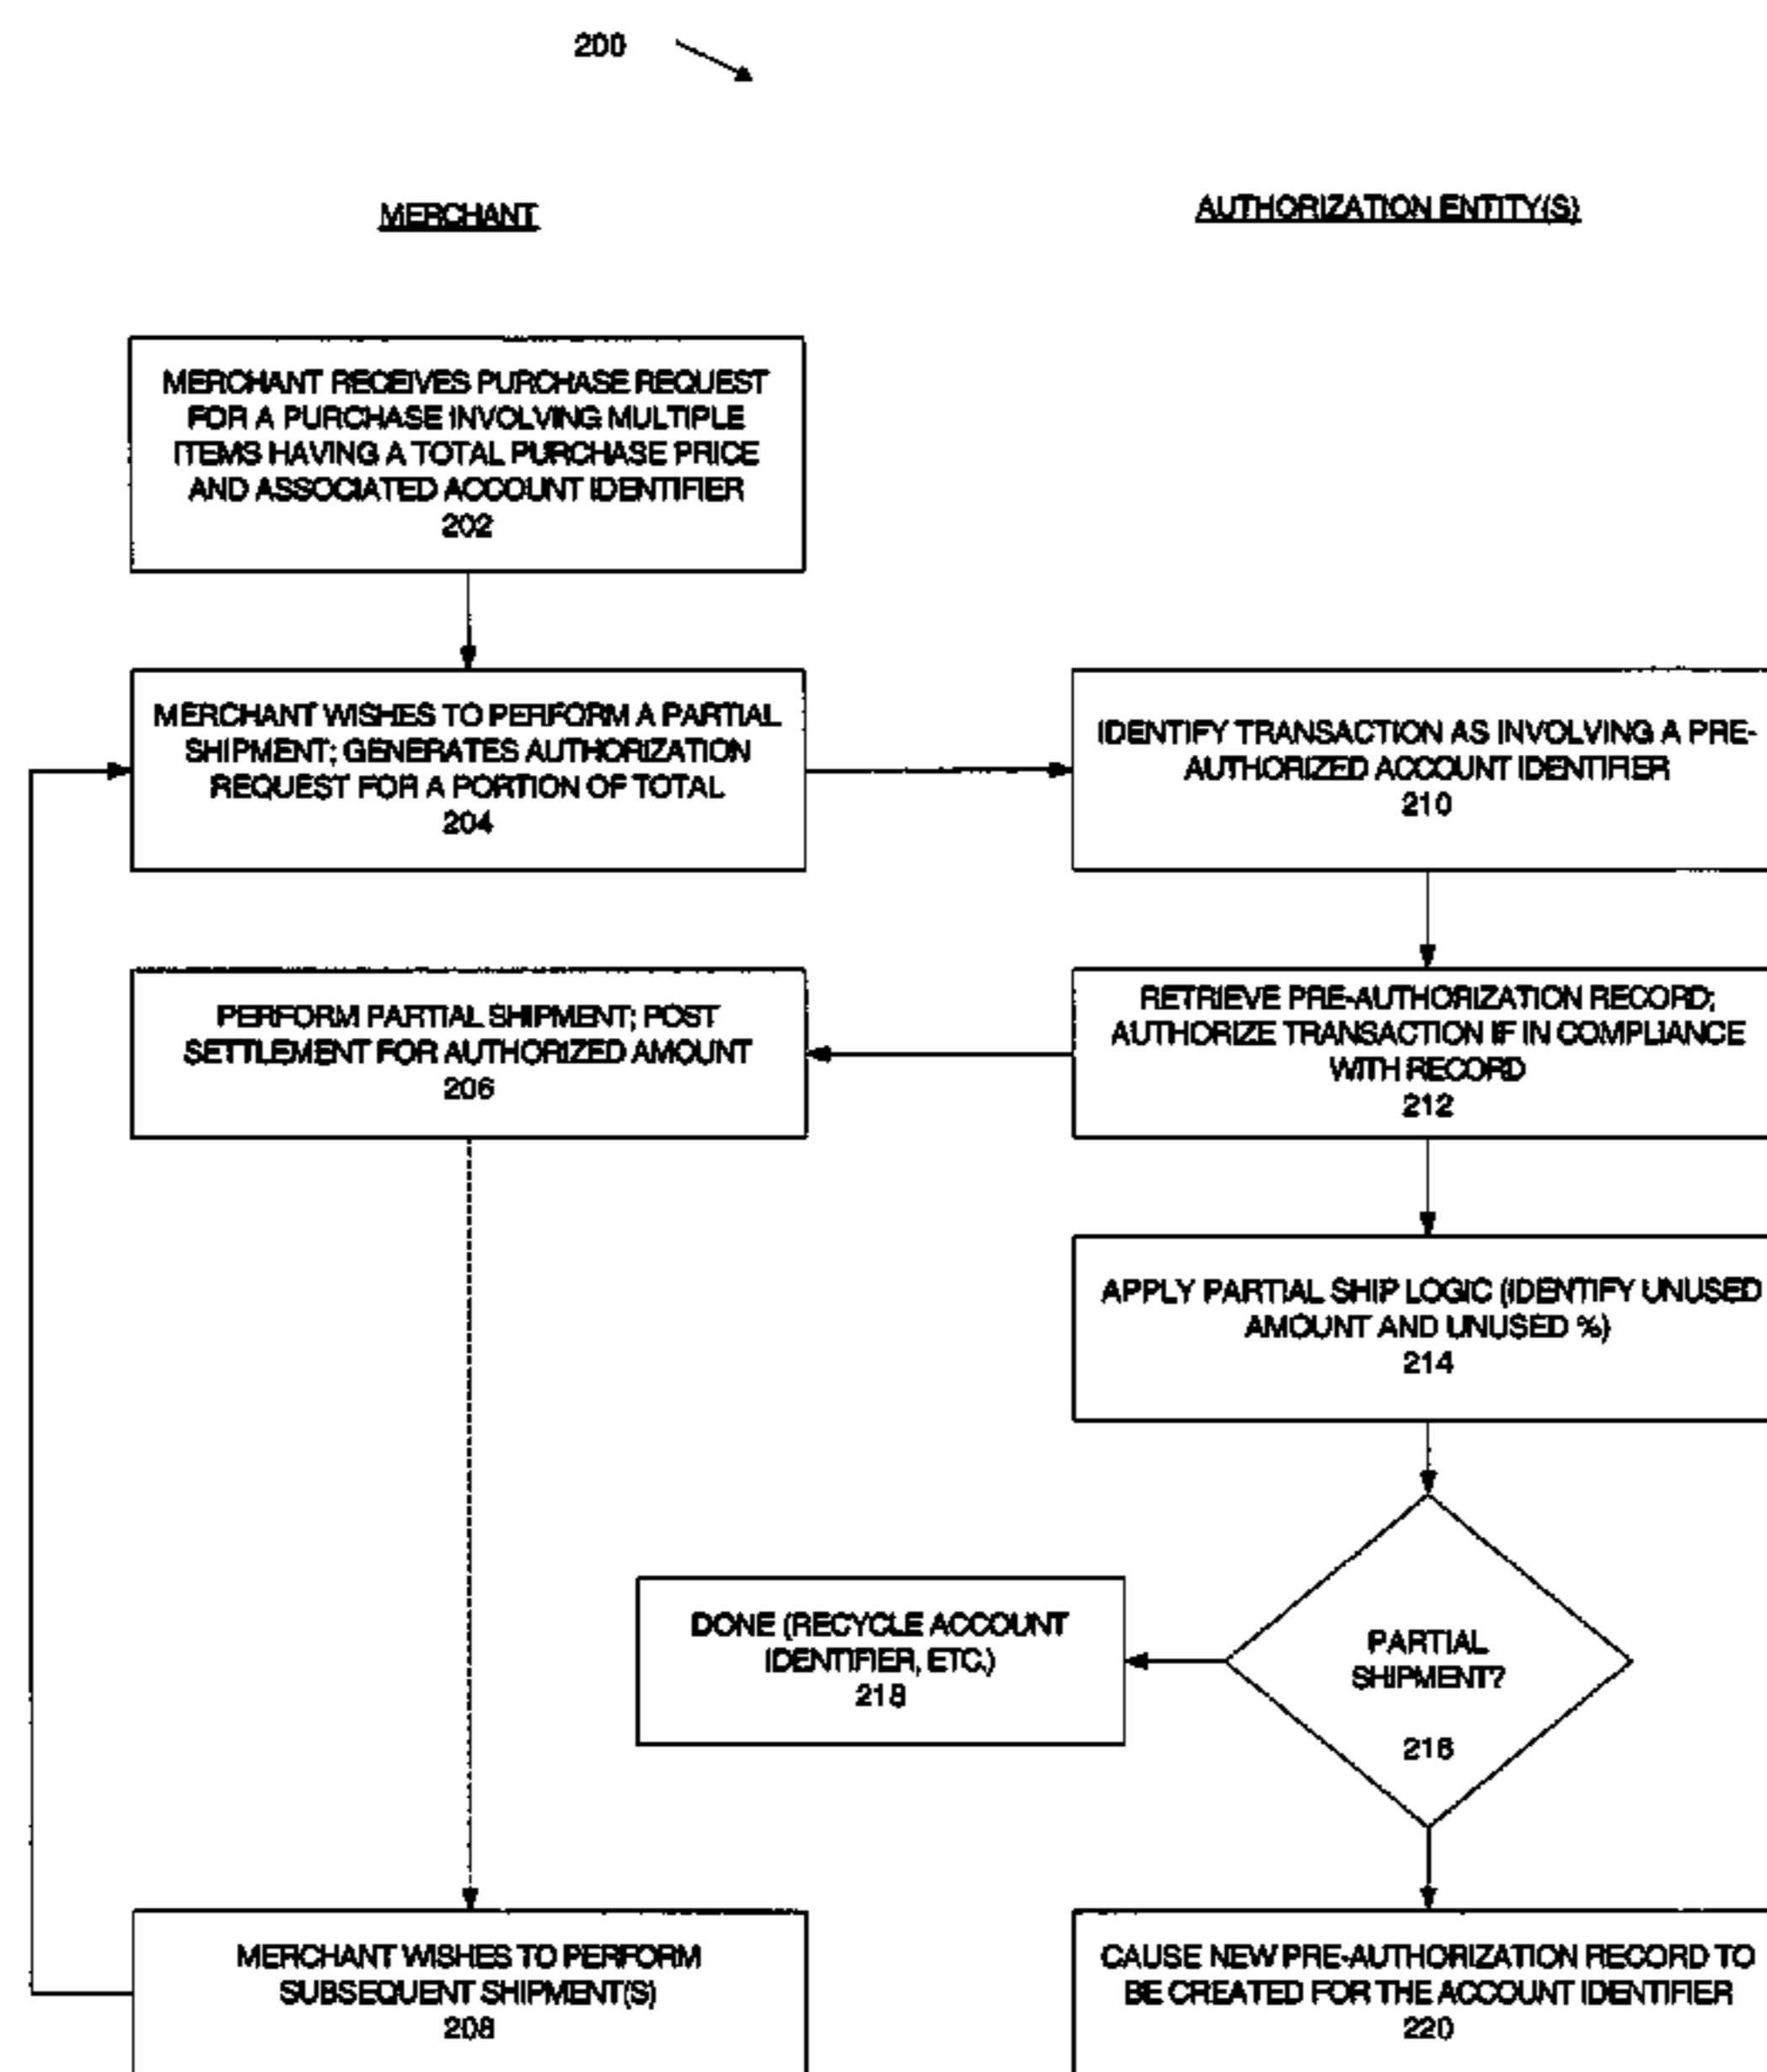 200
MERCHANT
AUTHORIZATION ENTITY(S)
MERCHANT RECEIVES PURCHASE REQUEST
FOR A PURCHASE INVOLVING MULTIPLE
ITEMS HAVING A TOTAL PURCHASE PRICE
AND ASSOCIATED ACCOUNT IDENTIFIER
202
MERCHANT WISHES TO PERFORM A PARTIAL
SHIPMENT; GENERATES AUTHORIZATION
REQUEST FOR A PORTION OF TOTAL
204
IDENTIFY TRANSACTION AS INVOLVING A PRE-
AUTHORIZED ACCOUNT IDENTIFIER
210
PERFORM PARTIAL SHIPMENT; POST
SETTLEMENT FOR AUTHORIZED AMOUNT
206
RETRIEVE PRE-AUTHORIZATION RECORD;
AUTHORIZE TRANSACTION IF IN COMPLIANCE
WITH RECORD
212
APPLY PARTIAL SHIP LOGIC (IDENTIFY UNUSED
AMOUNT AND UNUSED %)
214
DONE (RECYCLE ACCOUNT
IDENTIFIER, ETC.)
218
PARTIAL
SHIPMENT?
216
MERCHANT WISHES TO PERFORM
SUBSEQUENT SHIPMENT(S)
208
CAUSE NEW PRE-AUTHORIZATION RECORD TO
BE CREATED FOR THE ACCOUNT IDENTIFIER
220